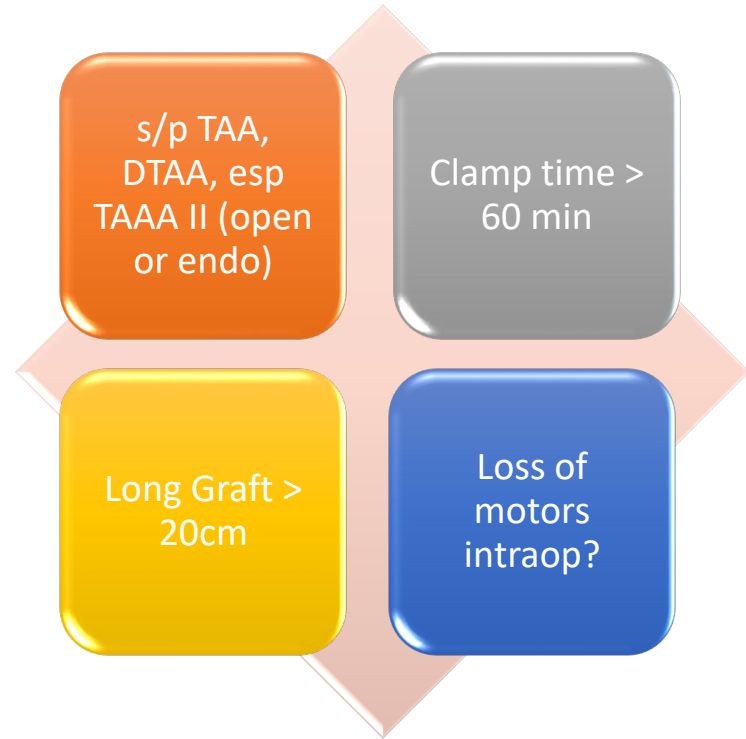 s/p TAA,
DTAA, esp
TAAA II (open
or endo)
Clamp time >
60 min
Long Graft >
20cm
Loss of
motors
intraop?